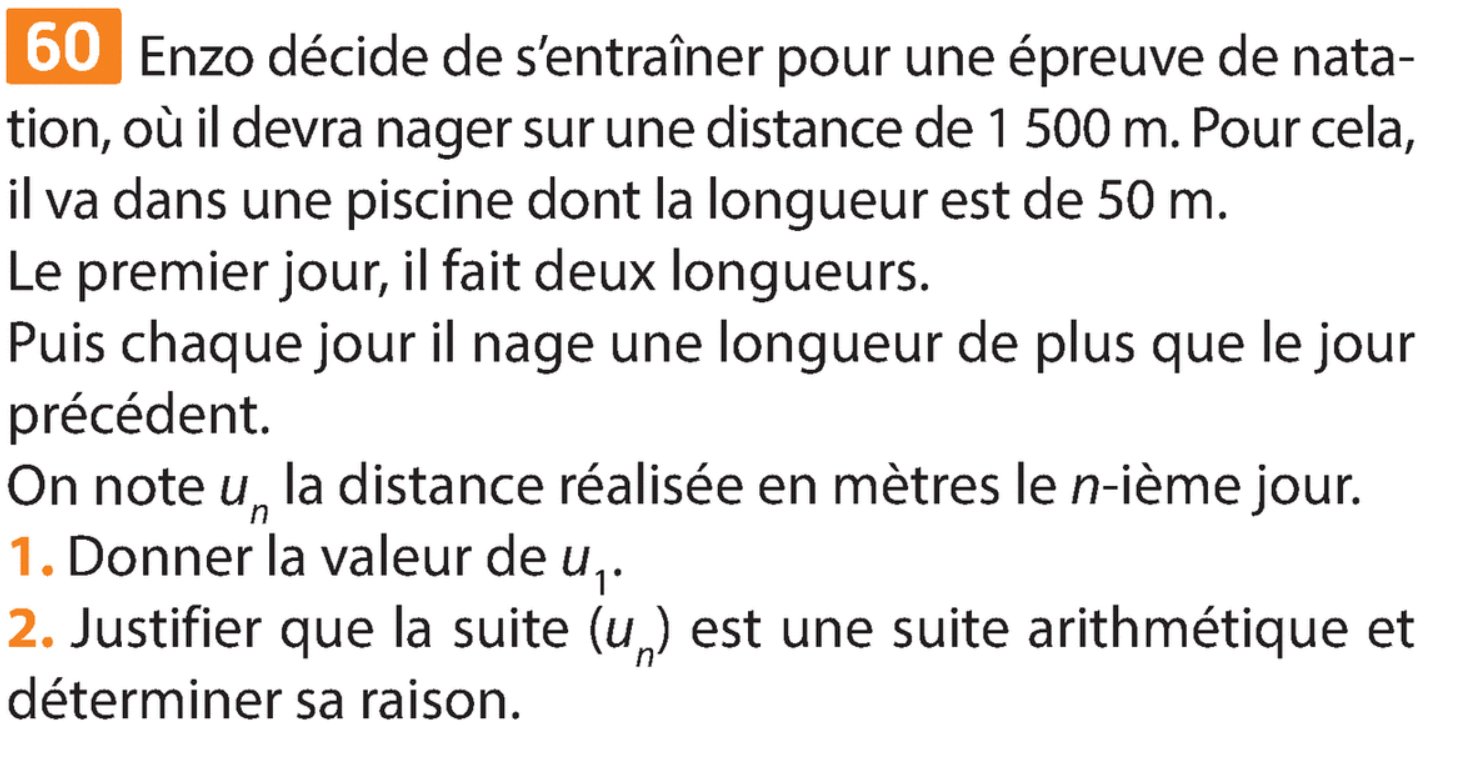 60 Enzo décide de s’entraîner pour une épreuve de nata-
tion, où il devra nager sur une distance de 1 500 m. Pour cela,
il va dans une piscine dont la longueur est de 50 m.
Le premier jour, il fait deux longueurs.
Puis chaque jour il nage une longueur de plus que le jour
précédent.
On note uₙ la distance réalisée en mètres le n-ième jour.
1. Donner la valeur de u₁.
2. Justifier que la suite (uₙ) est une suite arithmétique et
déterminer sa raison.